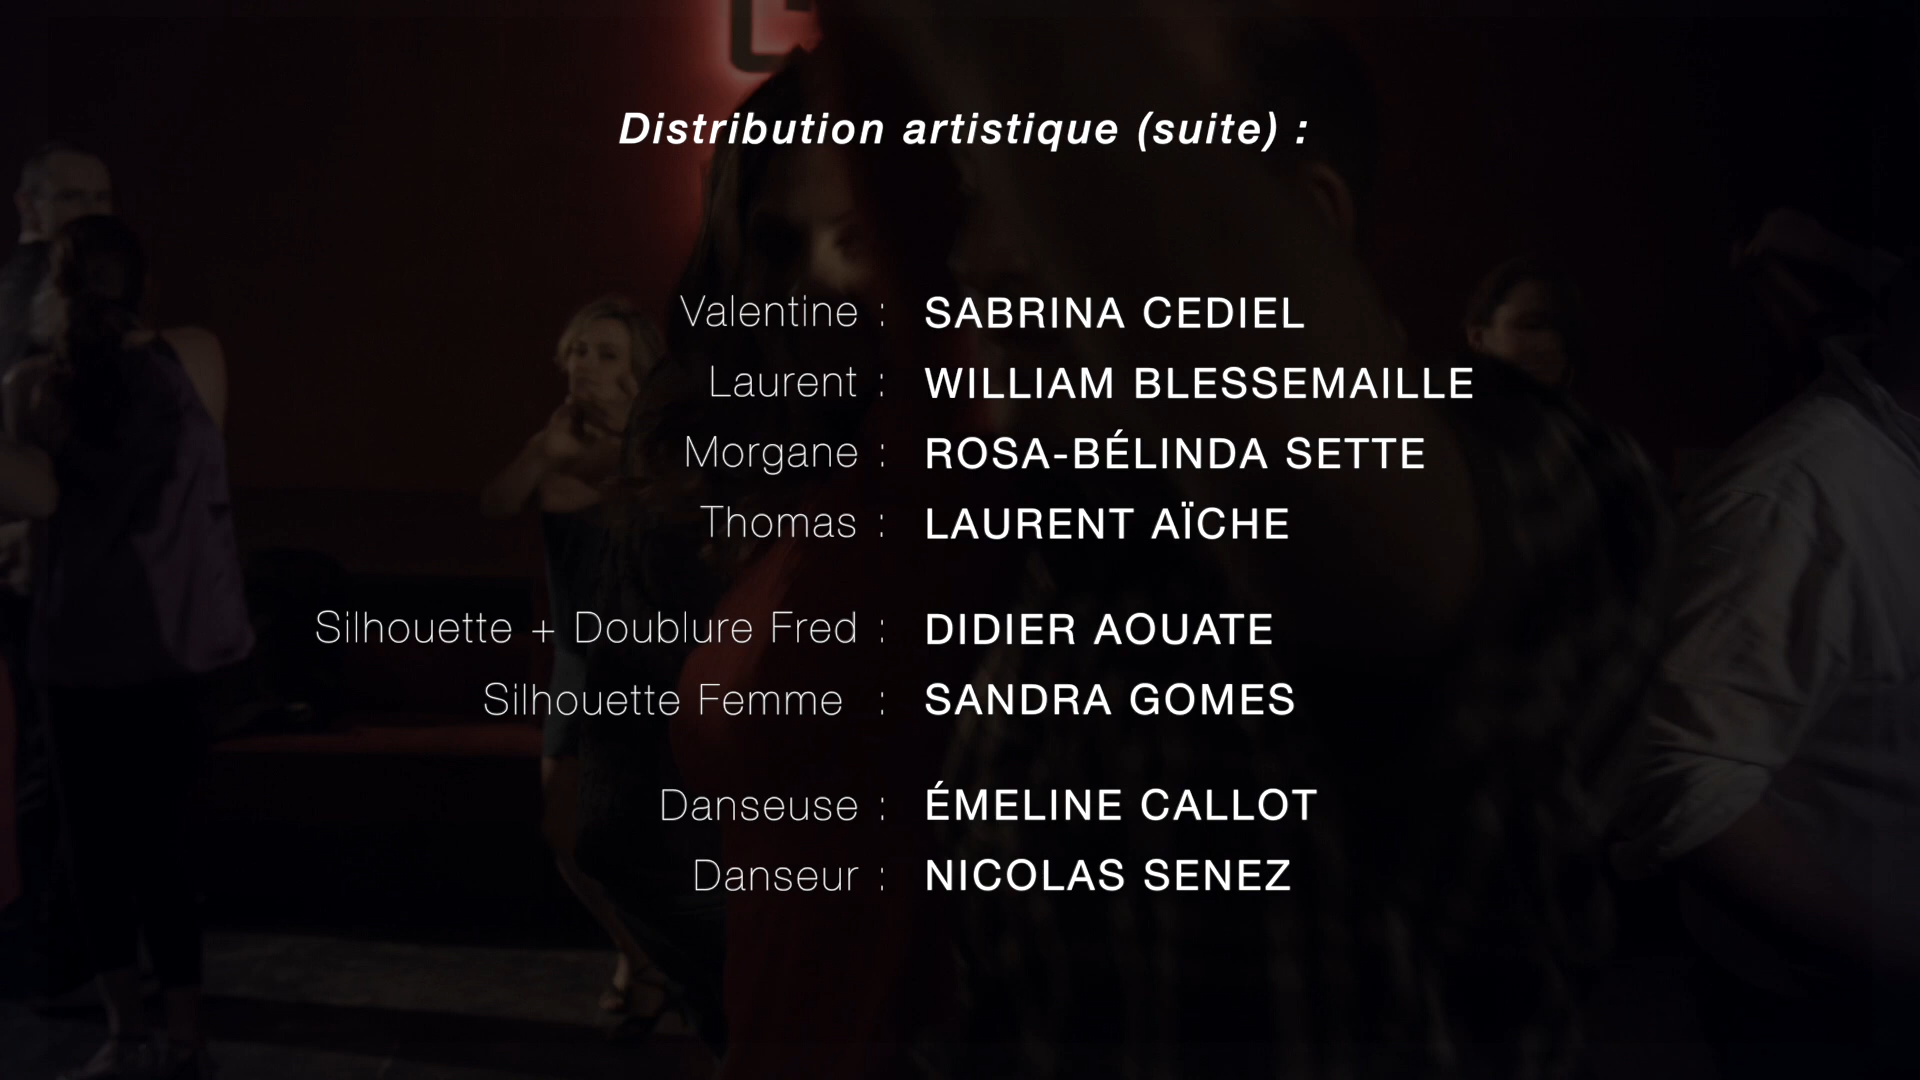 Distribution artistique (suite) :
Valentine : SABRINA CEDIEL
Laurent : WILLIAM BLESSEMAILLE
Morgane : ROSA-BÉLINDA SETTE
Thomas : LAURENT AÏCHE
Silhouette + Doublure Fred : DIDIER AOUATE
Silhouette Femme : SANDRA GOMES
Danseuse : ÉMELINE CALLOT
Danseur : NICOLAS SENEZ